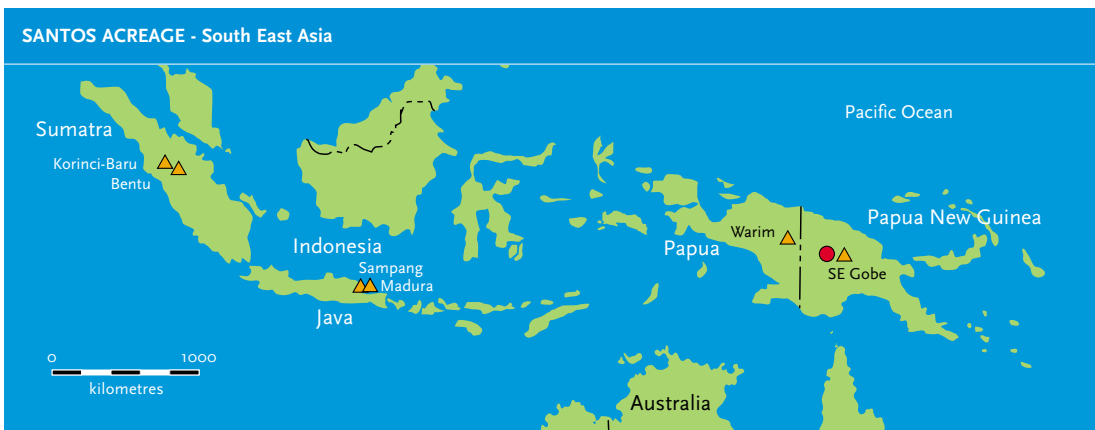 SANTOS ACREAGE - South East Asia
Pacific Ocean
Sumatra
Korinci-Baru
Bentu
Papua New Guinea
Warim
Indonesia
Papua
Sampang
SE Gobe
Madura
Java
0 1000
kilometres
Australia